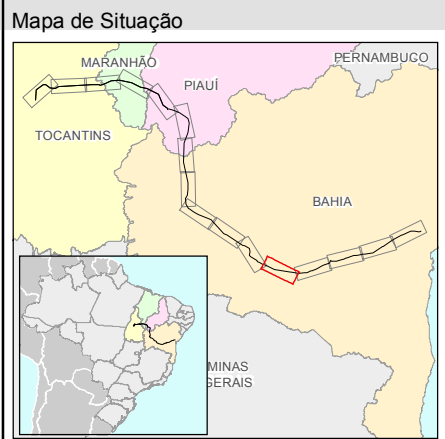 Mapa de Situação
MARANHÃO
PERNAMBUCO
PIAUÍ
TOCANTINS
BAHIA
MINAS
GERAIS